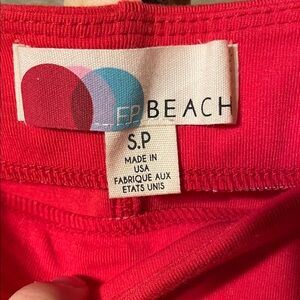 FP BEACH
S.P
MADE IN
USA
FABRIQUE AUX
ETATS UNIS